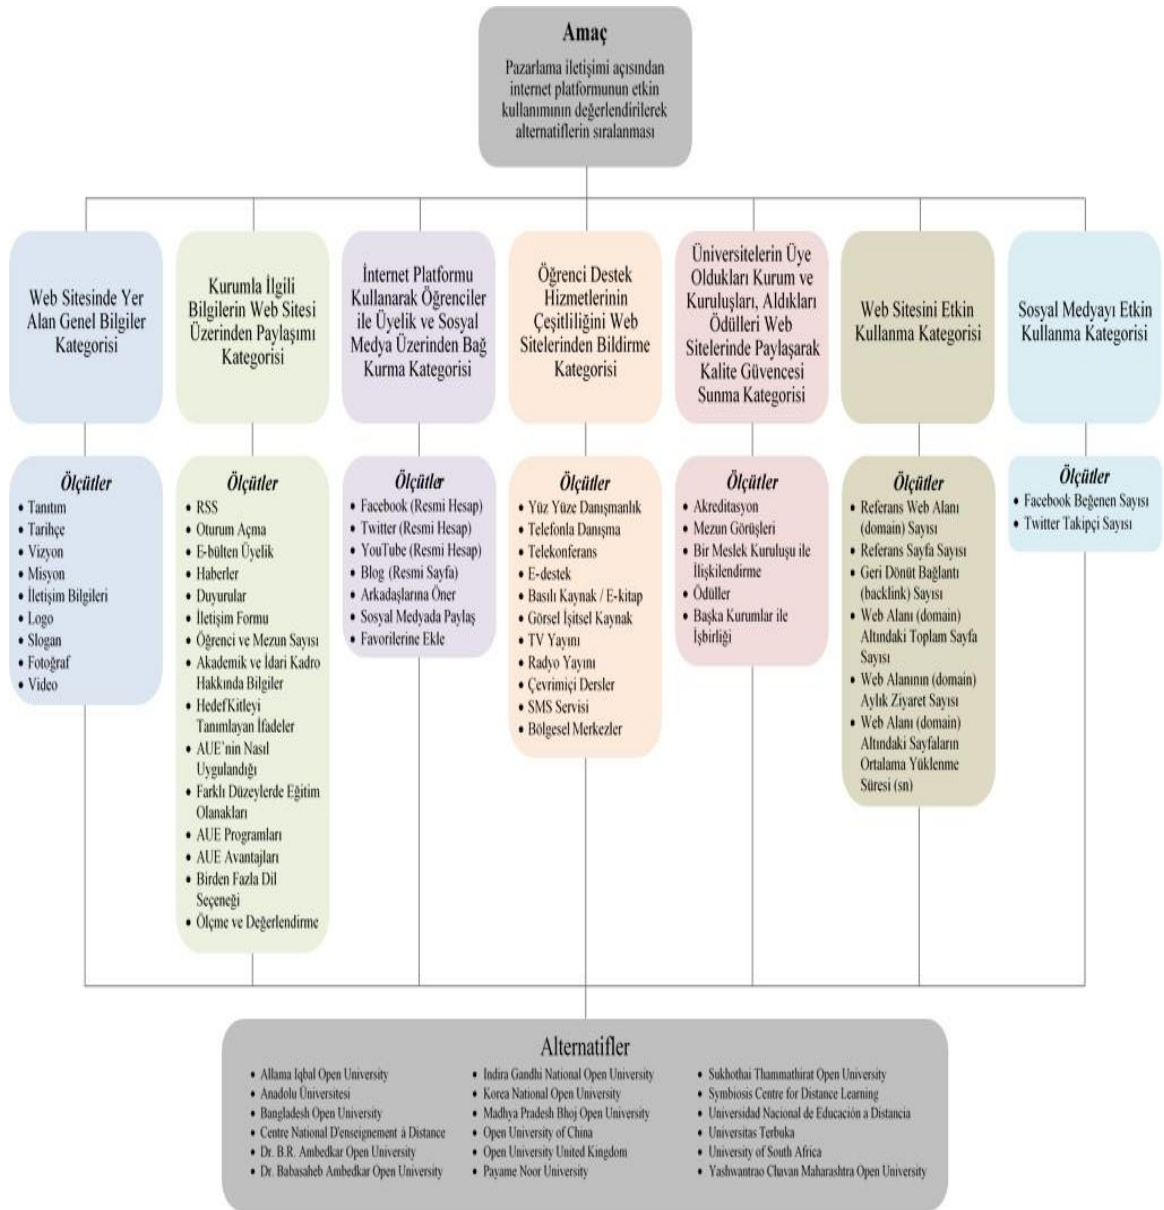 Amaç
Pazarlama iletişimi açısından
internet platformunun etkin
kullanımının değerlendirilerek
alternatiflerin sıralanması
Web Sitesinde Yer
Alan Genel Bilgiler
Kategorisi
Kurumla İlgili
Bilgilerin Web Sitesi
Üzerinden Paylaşımı
Kategorisi
İnternet Platformu
Kullanarak Öğrenciler
ile Üyelik ve Sosyal
Medya Üzerinden Bağ
Kurma Kategorisi
Öğrenci Destek
Hizmetlerinin
Çeşitliliğini Web
Sitelerinden Bildirme
Kategorisi
Üniversitelerin Üye
Oldukları Kurum ve
Kuruluşları, Aldıkları
Ödülleri Web
Sitelerinde Paylaşarak
Kalite Güvencesi
Sunma Kategorisi
Web Sitesini Etkin
Kullanma Kategorisi
Sosyal Medyayı Etkin
Kullanma Kategorisi
Ölçütler
• Tanıtım
• Tarihçe
• Vizyon
• Misyon
• İletişim Bilgileri
• Logo
• Slogan
• Fotoğraf
• Video
Ölçütler
• RSS
• Oturum Açma
• E-bülten Üyelik
• Haberler
• Duyurular
• İletişim Formu
• Öğrenci ve Mezun Sayısı
• Akademik ve İdari Kadro
Hakkında Bilgiler
• Hedef Kitleyi
Tanımlayan İfadeler
• AUE'nin Nasıl
Uygulandığı
• Farklı Düzeylerde Eğitim
Olanakları
• AUE Programları
• AUE Avantajları
• Birden Fazla Dil
Seçeneği
• Ölçme ve Değerlendirme
Ölçütler
• Facebook (Resmi Hesap)
• Twitter (Resmi Hesap)
• YouTube (Resmi Hesap)
• Blog (Resmi Sayfa)
• Arkadaşlarına Öner
• Sosyal Medyada Paylaş
• Favorilerine Ekle
Ölçütler
• Yüz Yüze Danışmanlık
• Telefonla Danışma
• Telekonferans
• E-destek
• Basılı Kaynak / E-kitap
• Görsel İşitsel Kaynak
• TV Yayını
• Radyo Yayını
• Çevrimiçi Dersler
• SMS Servisi
• Bölgesel Merkezler
Ölçütler
• Akreditasyon
• Mezun Görüşleri
• Bir Meslek Kuruluşu ile
İlişkilendirme
• Ödüller
• Başka Kurumlar ile
İşbirliği
Ölçütler
• Referans Web Alanı
(domain) Sayısı
• Referans Sayfa Sayısı
• Geri Dönüt Bağlantı
(backlink) Sayısı
• Web Alanı (domain)
Altındaki Toplam Sayfa
Sayısı
• Web Alanının (domain)
Aylık Ziyaret Sayısı
• Web Alanı (domain)
Altındaki Sayfaların
Ortalama Yüklenme
Süresi (sn)
Ölçütler
• Facebook Beğenen Sayısı
• Twitter Takipçi Sayısı
Alternatifler
• Allama Iqbal Open University
• Anadolu Üniversitesi
• Bangladesh Open University
• Centre National D'enseignement à Distance
• Dr. B.R. Ambedkar Open University
• Dr. Babasaheb Ambedkar Open University
• Indira Gandhi National Open University
• Korea National Open University
• Madhya Pradesh Bhoj Open University
• Open University of China
• Open University United Kingdom
• Payame Noor University
• Sukhothai Thammathirat Open University
• Symbiosis Centre for Distance Learning
• Universidad Nacional de Educación a Distancia
• Universitas Terbuka
• University of South Africa
• Yashwantrao Chavan Maharashtra Open University